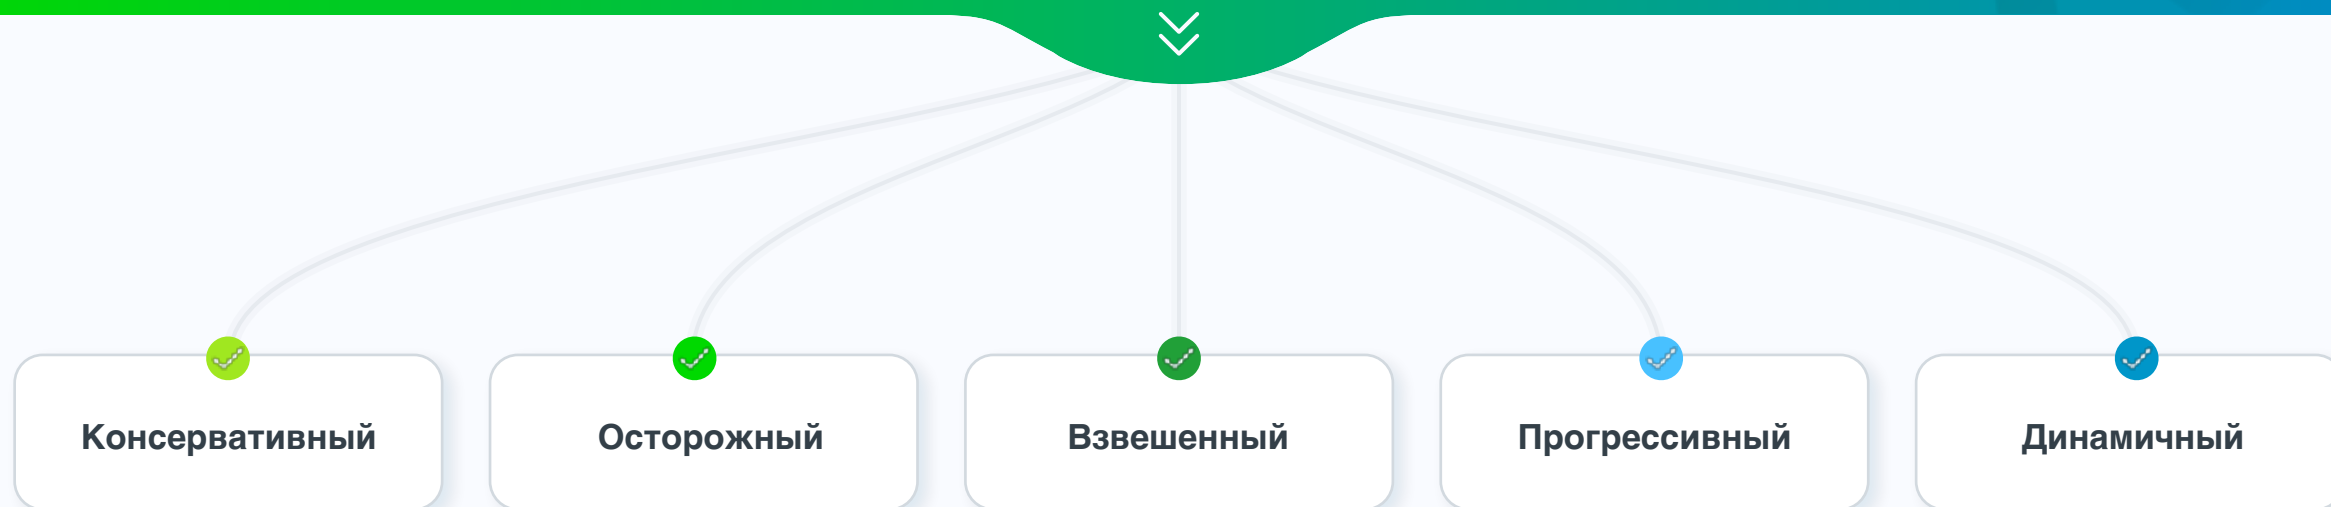 Консервативный
Осторожный
Взвешенный
Прогрессивный
Динамичный